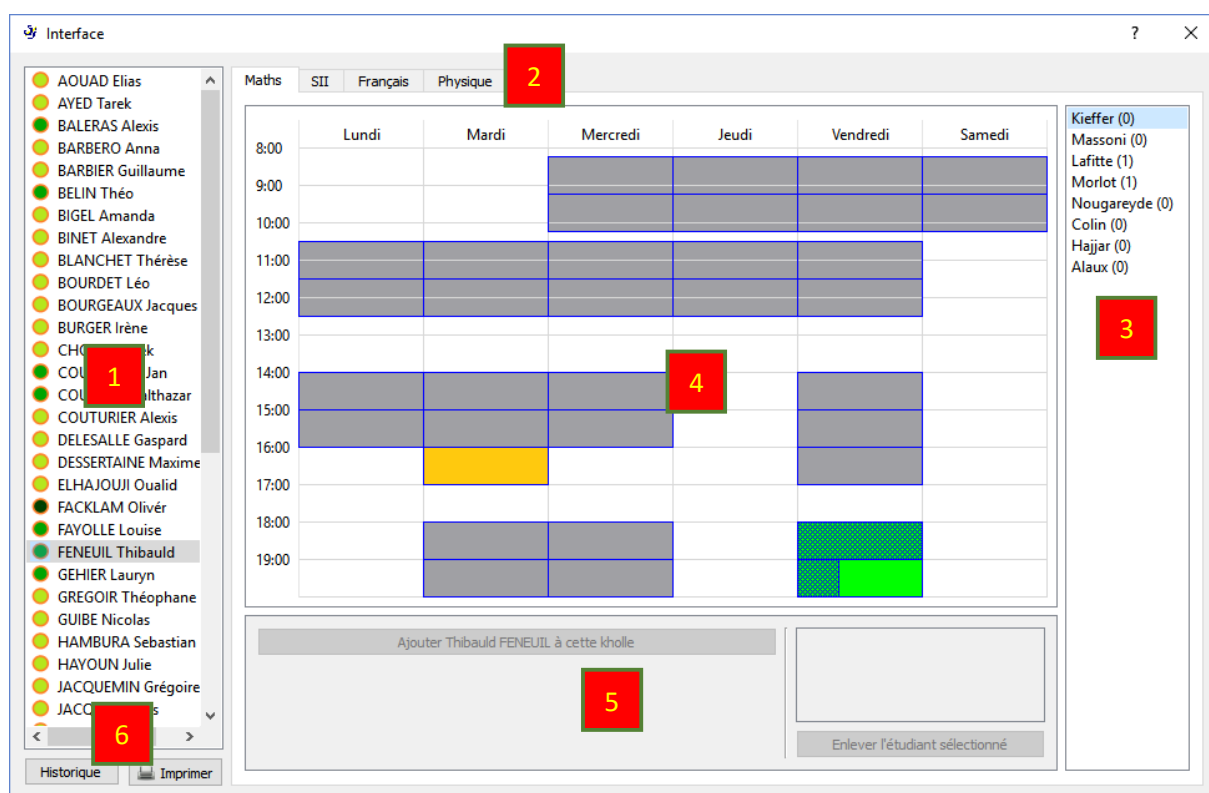 Interface ?
AOUAD Elias
AYED Tarek
BALERAS Alexis
BARBERO Anna
BARBIER Guillaume
BELIN Théo
BIGEL Amanda
BINET Alexandre
BLANCHET Thérèse
BOURDET Léo
BOURGEAUX Jacques
BURGER Irène
Jan
COUTURIER Alexis
DELESALLE Gaspard
DESSERTAINE Maxime
ELHAJOUJI Oualid
FACKLAM Olivér
FAYOLLE Louise
FENEUIL Thibauld
GEHIER Lauryn
GREGOIR Théophane
GUIBE Nicolas
HAMBURA Sebastian
HAYOUN Julie
JACQUEMIN Grégoire
1
6
Historique
Imprimer
Maths SII Français Physique
2
Lundi Mardi Mercredi Jeudi Vendredi Samedi
8:00
9:00
10:00
11:00
12:00
13:00
14:00
15:00
16:00
17:00
18:00
19:00
4
Ajouter Thibauld FENEUIL à cette kholle
5
Enlever l'étudiant sélectionné
Kieffer (0)
Massoni (0)
Lafitte (1)
Morlot (1)
Nougareyde (0)
Colin (0)
Hajjar (0)
Alaux (0)
3